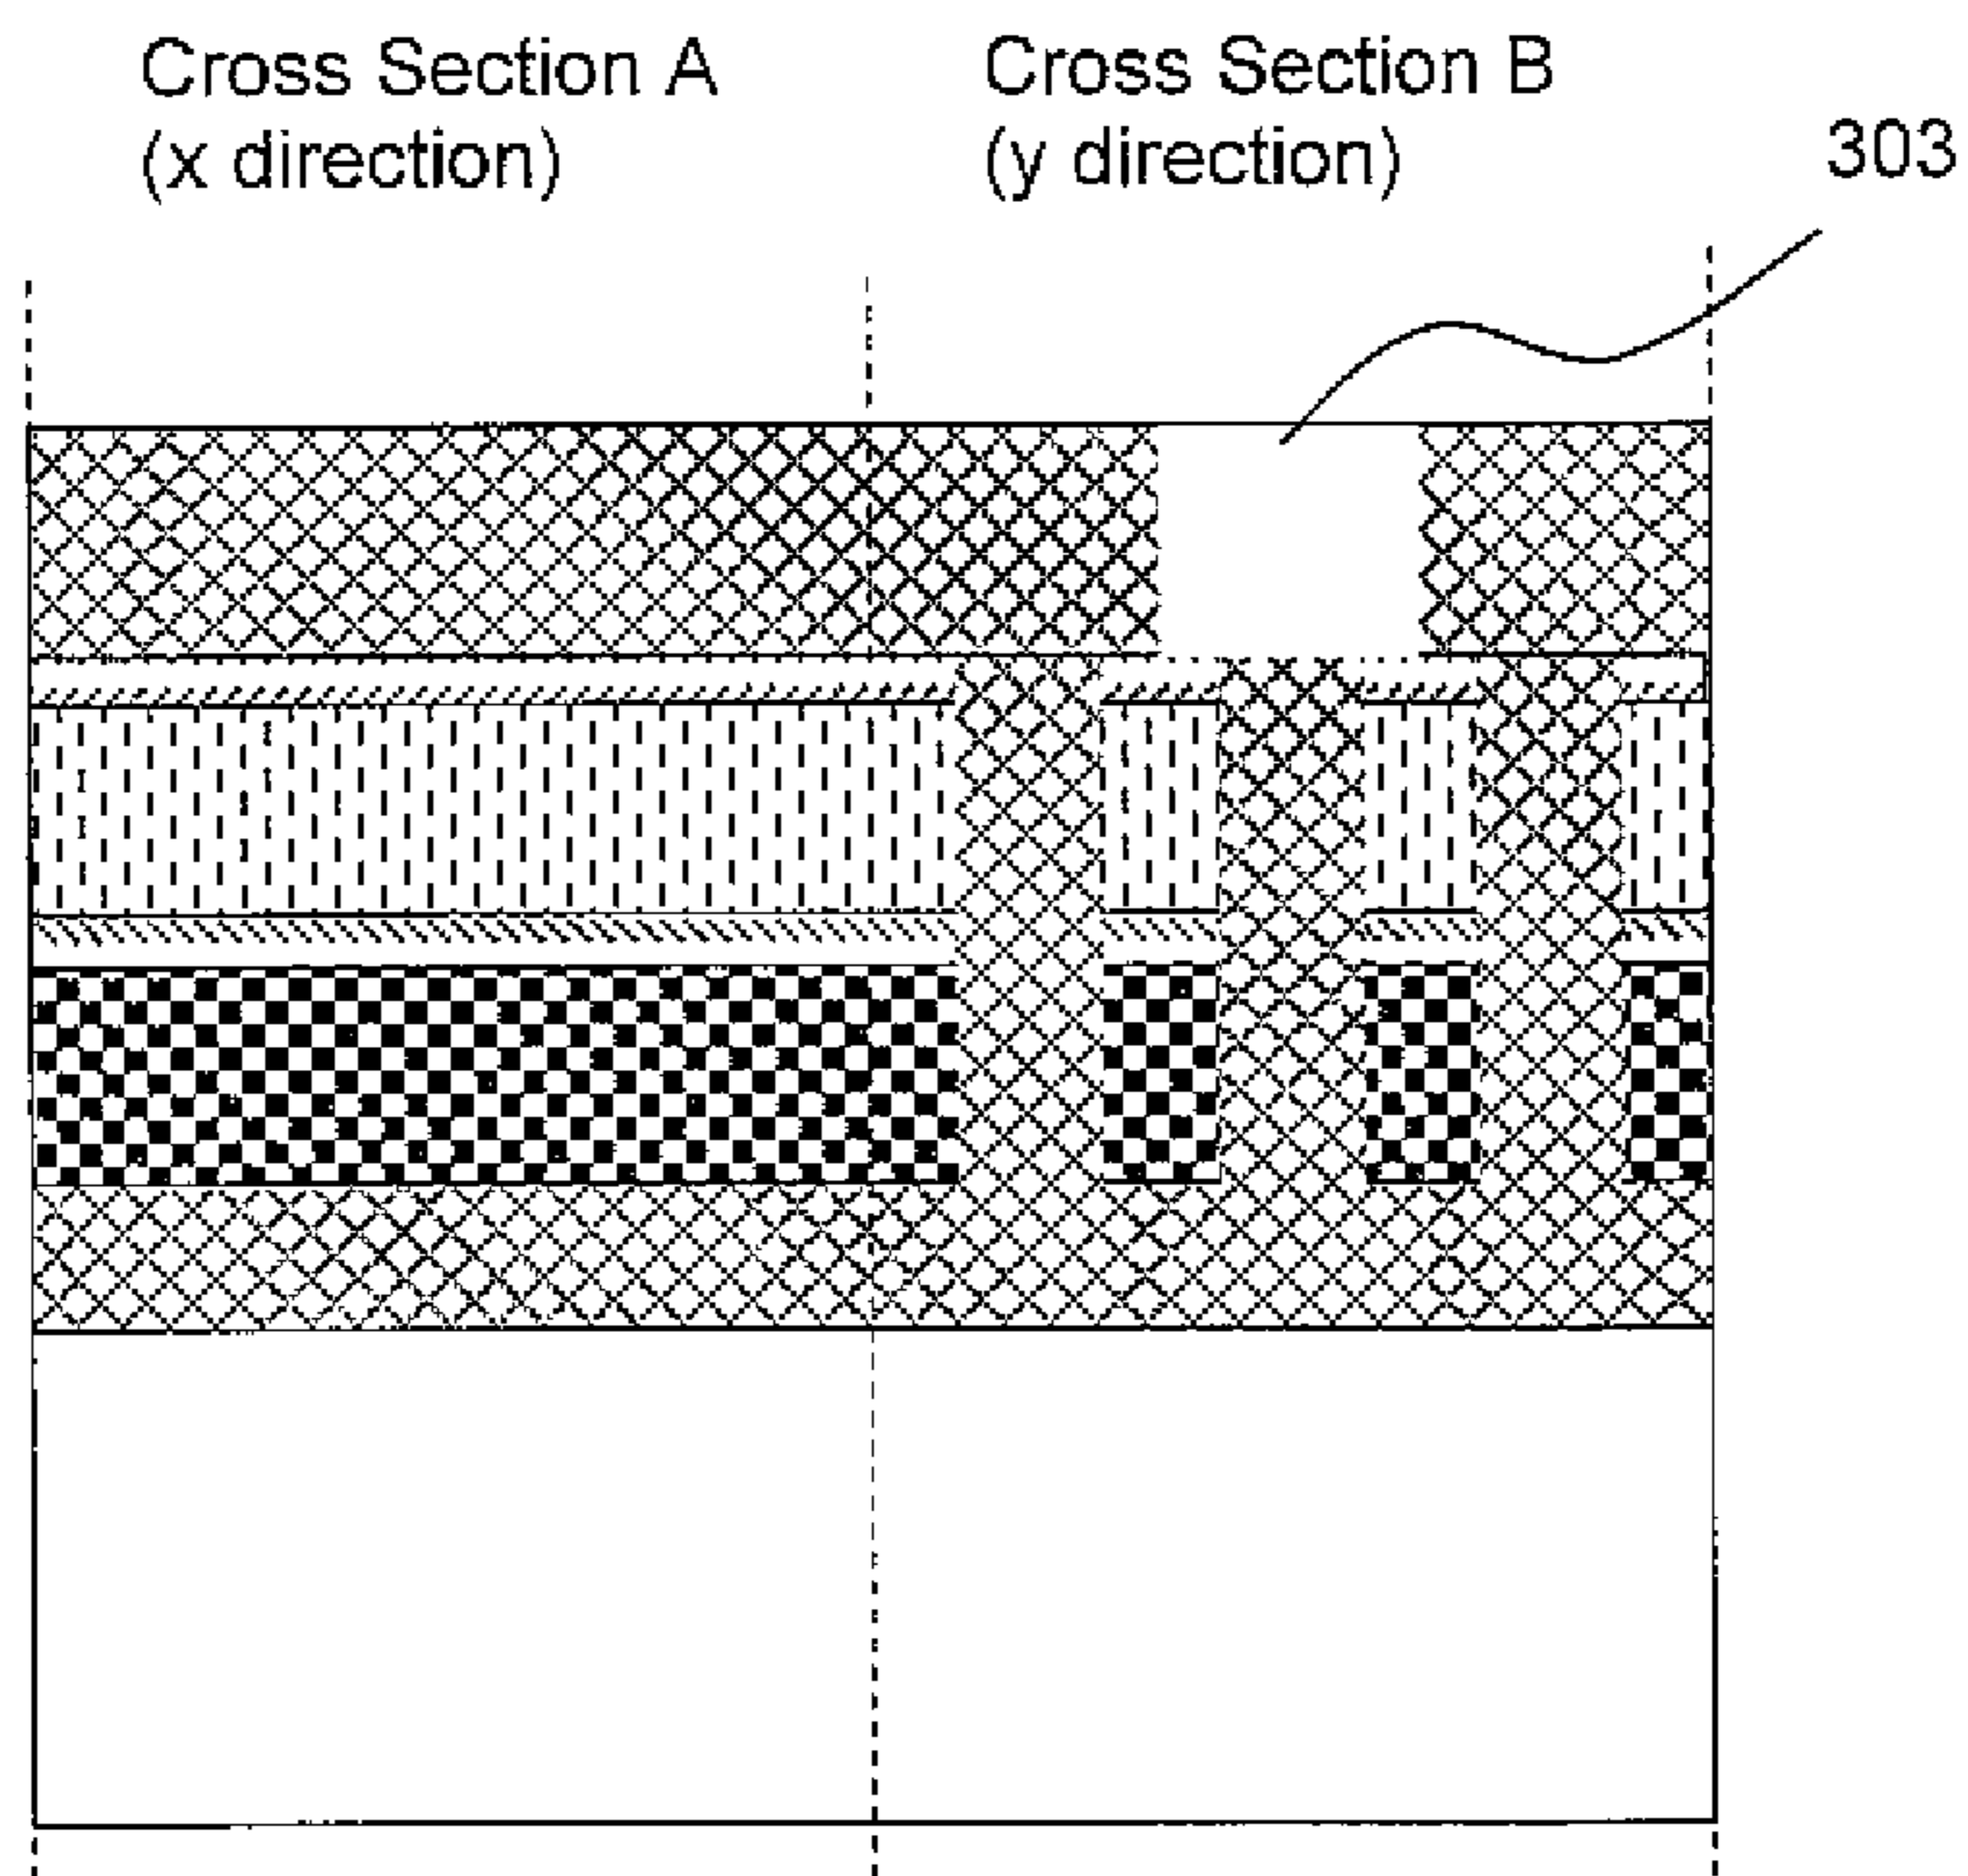 Cross Section A
(x direction)
Cross Section B
(y direction)
303